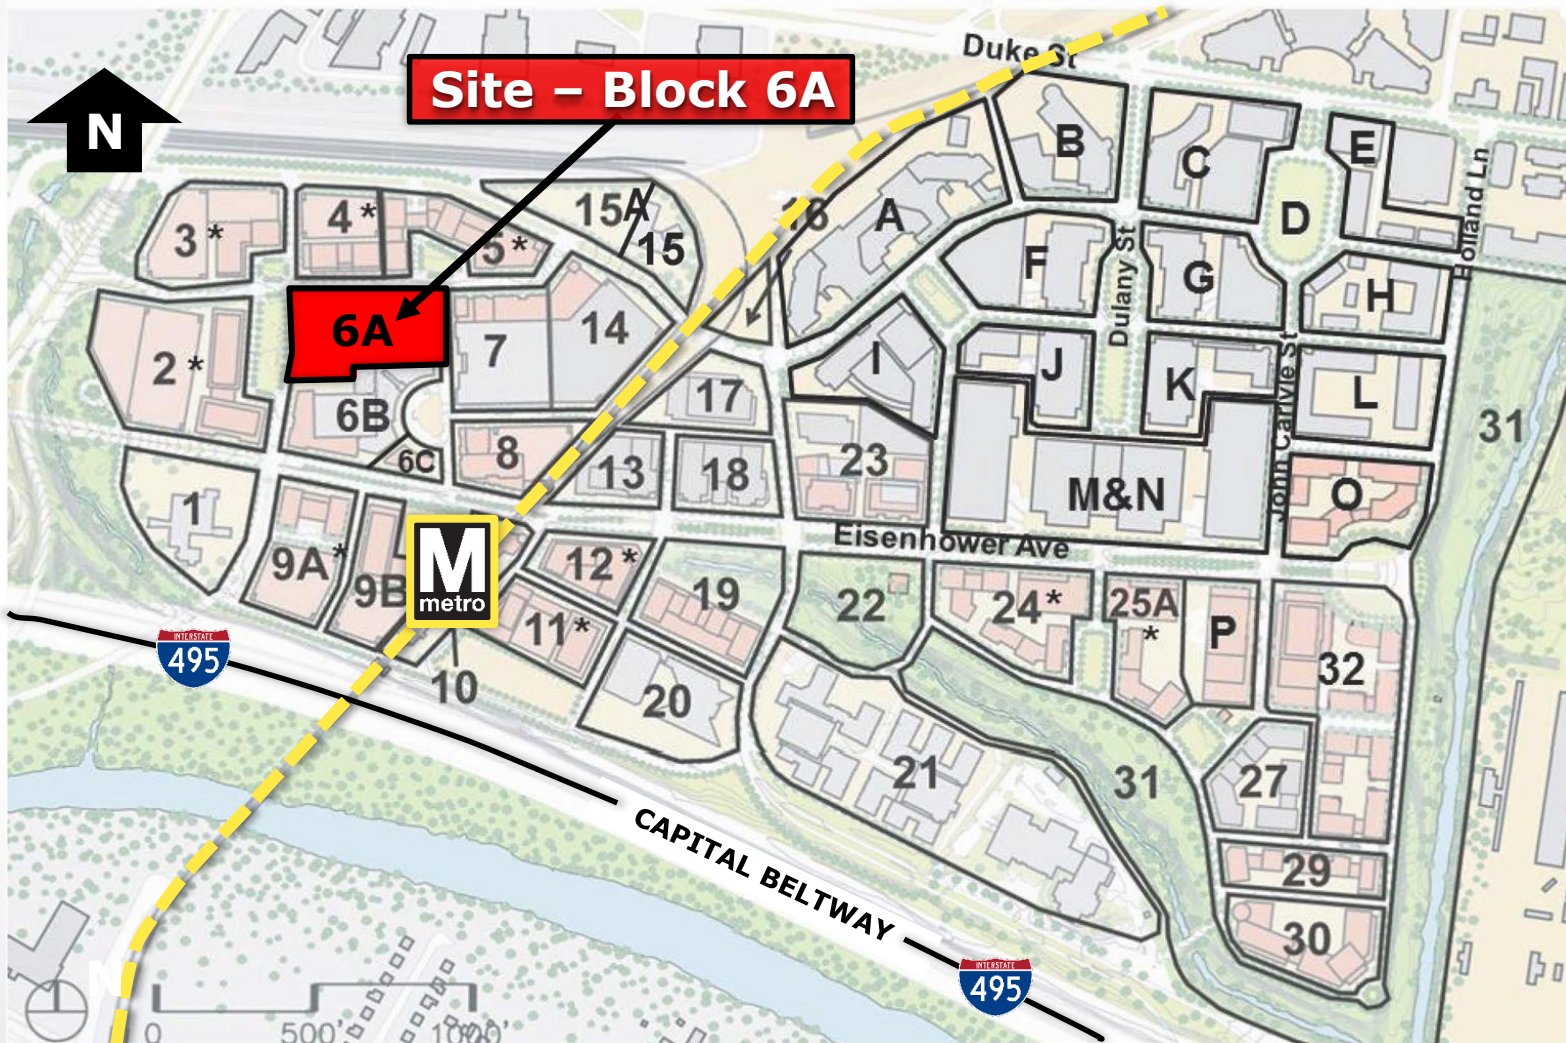 Duke St
Site – Block 6A
N
B
E
C
Holland Ln
4*
15A
16
A
D
3*
5*
15
Dulany St
F
G
H
6A
14
7
2*
I
J
K
John Carlyle St
L
17
6B
31
8
6C
13
18
23
M&N
O
1
Eisenhower Ave
M
metro
9A*
12*
9B
19
22
24*
25A
*
P
11*
INTERSTATE
495
32
10
20
21
31
27
CAPITAL BELTWAY
29
30
INTERSTATE
495
N
0
500'
1000'